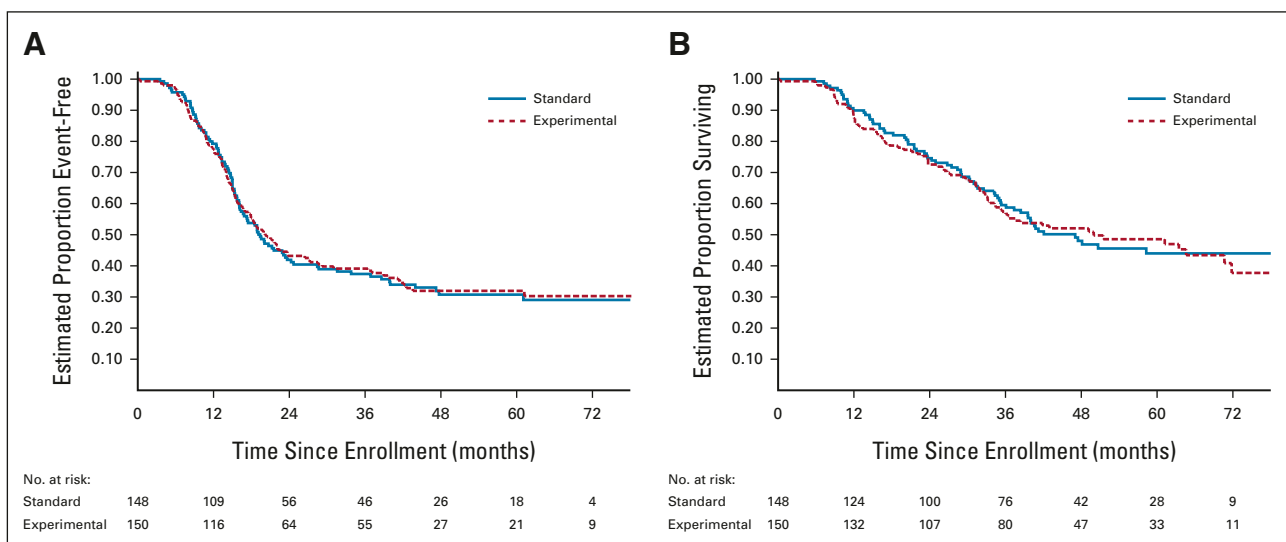 A
Estimated Proportion Event-Free
1.00
0.90
0.80
0.70
0.60
0.50
0.40
0.30
0.20
0.10
Standard
Experimental
0 12 24 36 48 60 72
Time Since Enrollment (months)
No. at risk:
Standard 148 109 56 46 26 18 4
Experimental 150 116 64 55 27 21 9
B
Estimated Proportion Surviving
1.00
0.90
0.80
0.70
0.60
0.50
0.40
0.30
0.20
0.10
Standard
Experimental
0 12 24 36 48 60 72
Time Since Enrollment (months)
No. at risk:
Standard 148 124 100 76 42 28 9
Experimental 150 132 107 80 47 33 11